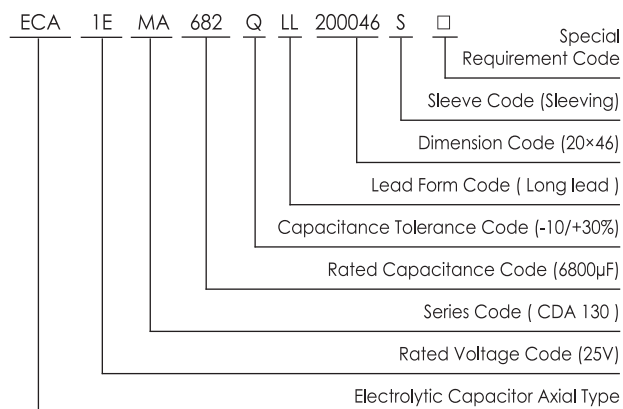 ECA 1E MA 682 Q LL 200046 S □
Special
Requirement Code
Sleeve Code (Sleeving)
Dimension Code (20×46)
Lead Form Code ( Long lead )
Capacitance Tolerance Code (-10/+30%)
Rated Capacitance Code (6800µF)
Series Code ( CDA 130 )
Rated Voltage Code (25V)
Electrolytic Capacitor Axial Type